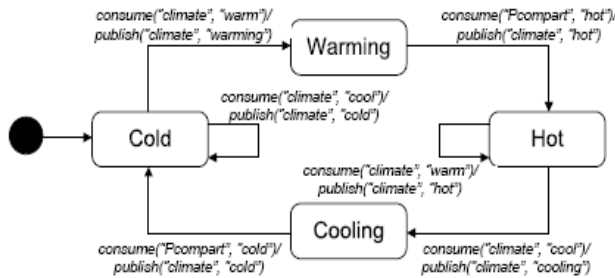 consume("climate", "warm")/
publish("climate", "warming")
Warming
consume("Pcompart", "hot")/
publish("climate", "hot")
consume("climate", "cool")/
publish("climate", "cold")
Cold
Hot
consume("climate", "warm")/
publish("climate", "hot")
Cooling
consume("Pcompart", "cold")/
publish("climate", "cold")
consume("climate", "cool")/
publish("climate", "cooling")